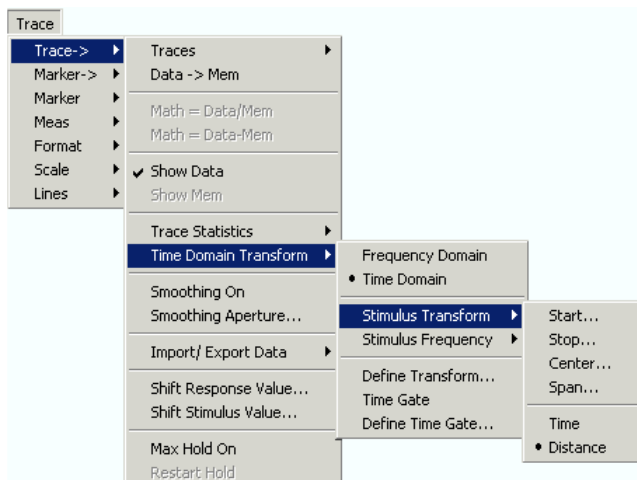 Trace
Trace->
Marker->
Marker
Meas
Format
Scale
Lines
Traces
Data -> Mem
Math = Data/Mem
Math = Data-Mem
Show Data
Show Mem
Trace Statistics
Time Domain Transform
Smoothing On
Smoothing Aperture...
Import/ Export Data
Shift Response Value...
Shift Stimulus Value...
Max Hold On
Restart Hold
Frequency Domain
Time Domain
Stimulus Transform
Stimulus Frequency
Define Transform...
Time Gate
Define Time Gate...
Start...
Stop...
Center...
Span...
Time
Distance